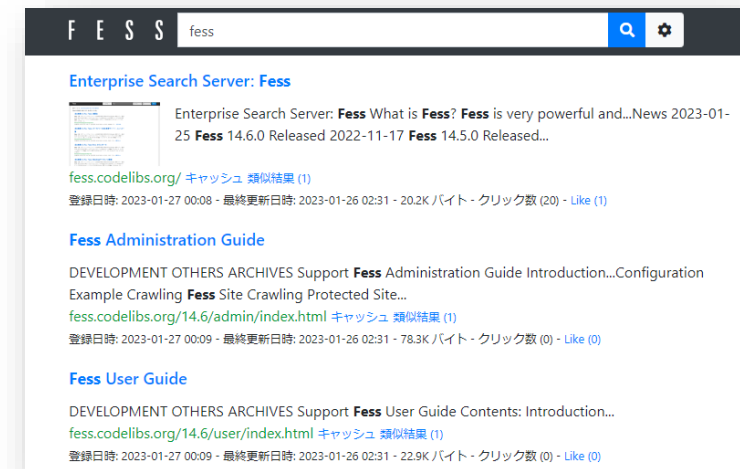 FESS fess
Enterprise Search Server: Fess
Enterprise Search Server: Fess What is Fess? Fess is very powerful and...News 2023-01-
25 Fess 14.6.0 Released 2022-11-17 Fess 14.5.0 Released...
fess.codelibs.org/ キャッシュ 類似結果 (1)
登録日時: 2023-01-27 00:08 - 最終更新日時: 2023-01-26 02:31 - 20.2K バイト - クリック数 (20) - Like (1)
Fess Administration Guide
DEVELOPMENT OTHERS ARCHIVES Support Fess Administration Guide Introduction...Configuration
Example Crawling Fess Site Crawling Protected Site...
fess.codelibs.org/14.6/admin/index.html キャッシュ 類似結果 (1)
登録日時: 2023-01-27 00:09 - 最終更新日時: 2023-01-26 02:31 - 78.3K バイト - クリック数 (0) - Like (0)
Fess User Guide
DEVELOPMENT OTHERS ARCHIVES Support Fess User Guide Contents: Introduction...
fess.codelibs.org/14.6/user/index.html キャッシュ 類似結果 (1)
登録日時: 2023-01-27 00:09 - 最終更新日時: 2023-01-26 02:31 - 22.9K バイト - クリック数 (0) - Like (0)